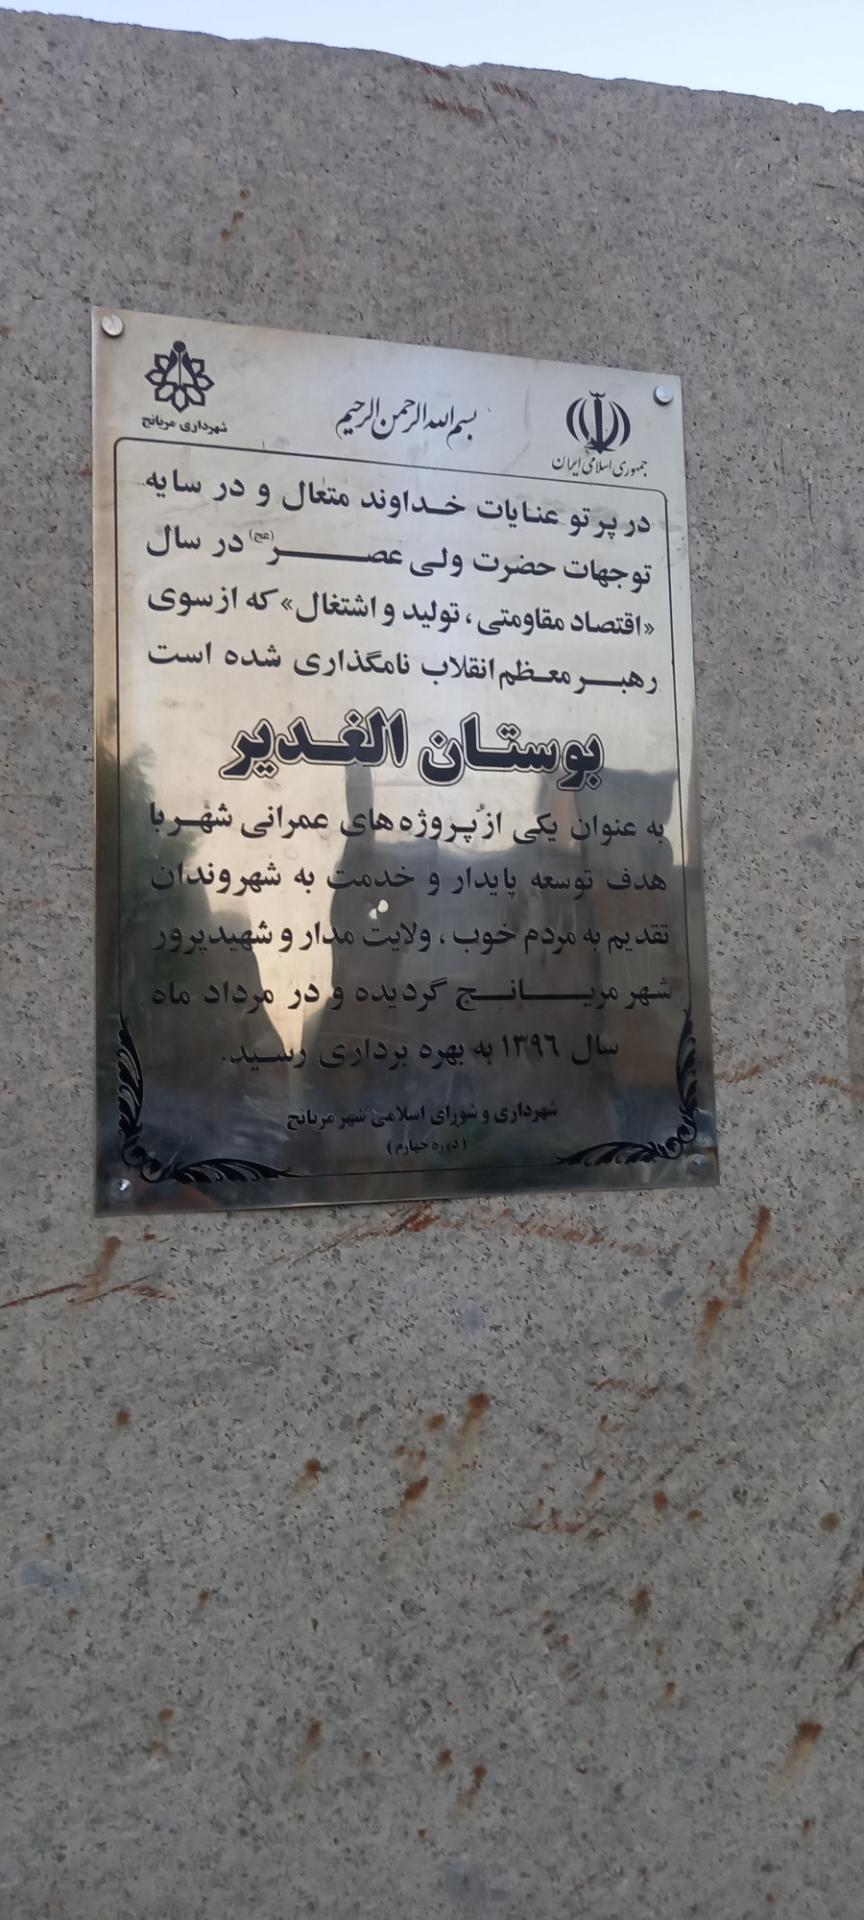 بسم الله الرحمن الرحیم
جمهوری اسلامی ایران
شهرداری مریانج
در پرتو عنایات خداوند متعال و در سایه
توجهات حضرت ولی عصر (عج) در سال
«اقتصاد مقاومتی، تولید و اشتغال» که از سوی
رهبر معظم انقلاب نامگذاری شده است
بوستان الغدیر
به عنوان یکی از پروژه های عمرانی شهر با
هدف توسعه پایدار و خدمت به شهروندان
تقدیم به مردم خوب، ولایت مدار و شهیدپرور
شهر مریانج گردیده و در مرداد ماه
سال ۱۳۹٦ به بهره برداری رسید.
شهرداری و شورای اسلامی شهر مریانج
(دوره چهارم)